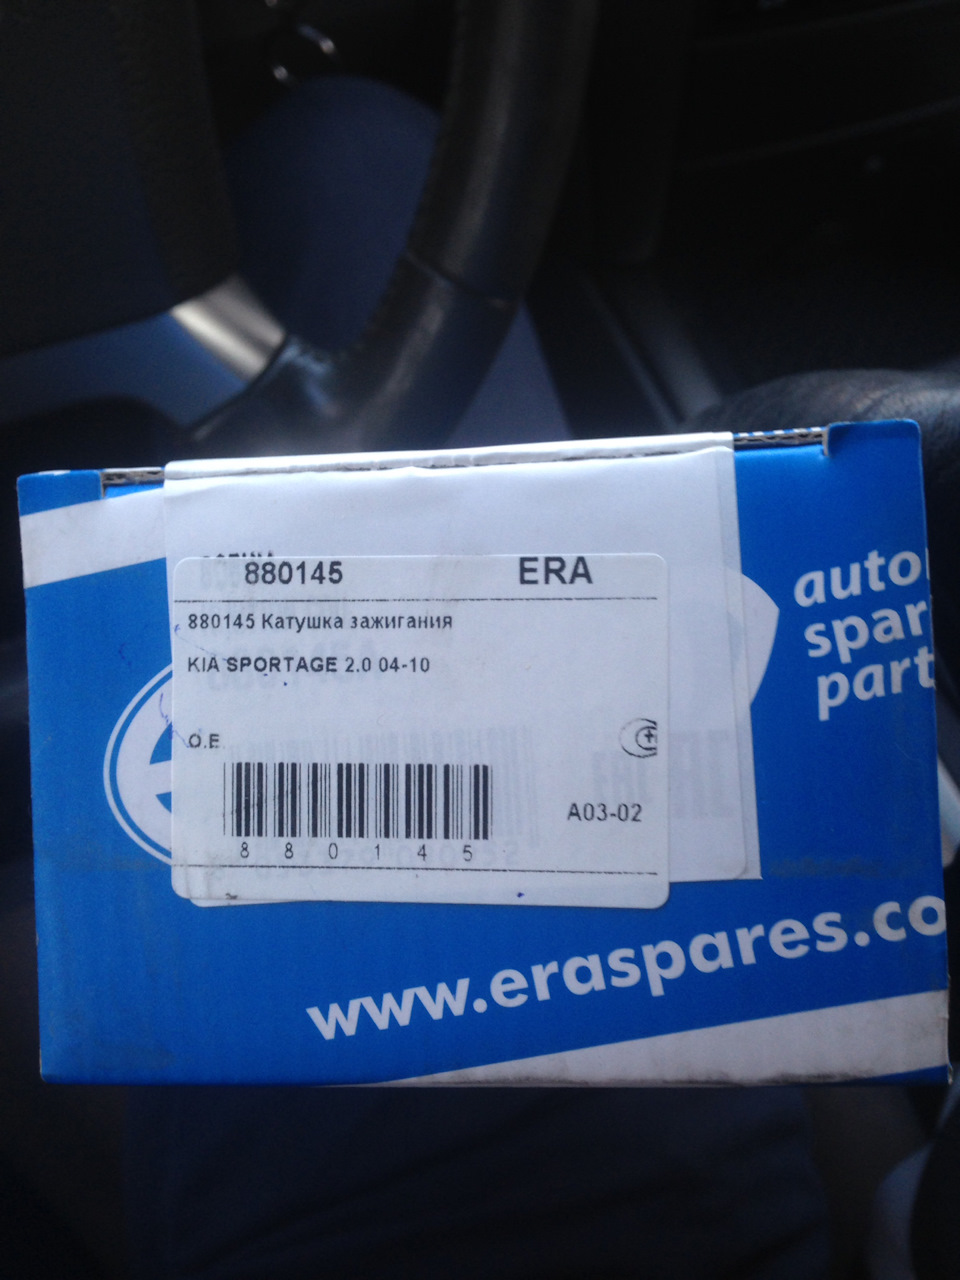 880145 ERA
880145 Катушка зажигания
KIA SPORTAGE 2.0 04-10
O.E.
A03-02
8 8 0 1 4 5
auto
spar
part
www.eraspares.co